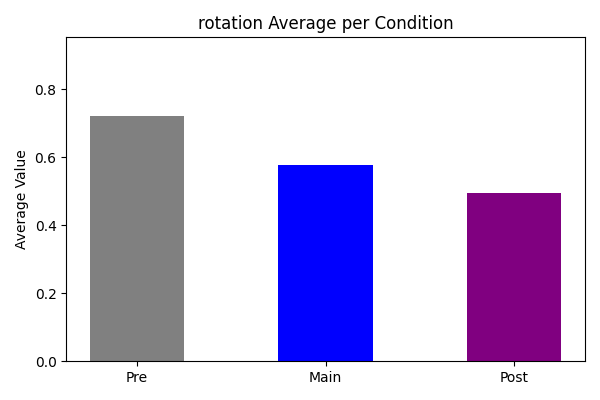 rotation Average per Condition
Average Value
0.8
0.6
0.4
0.2
0.0
Pre
Main
Post